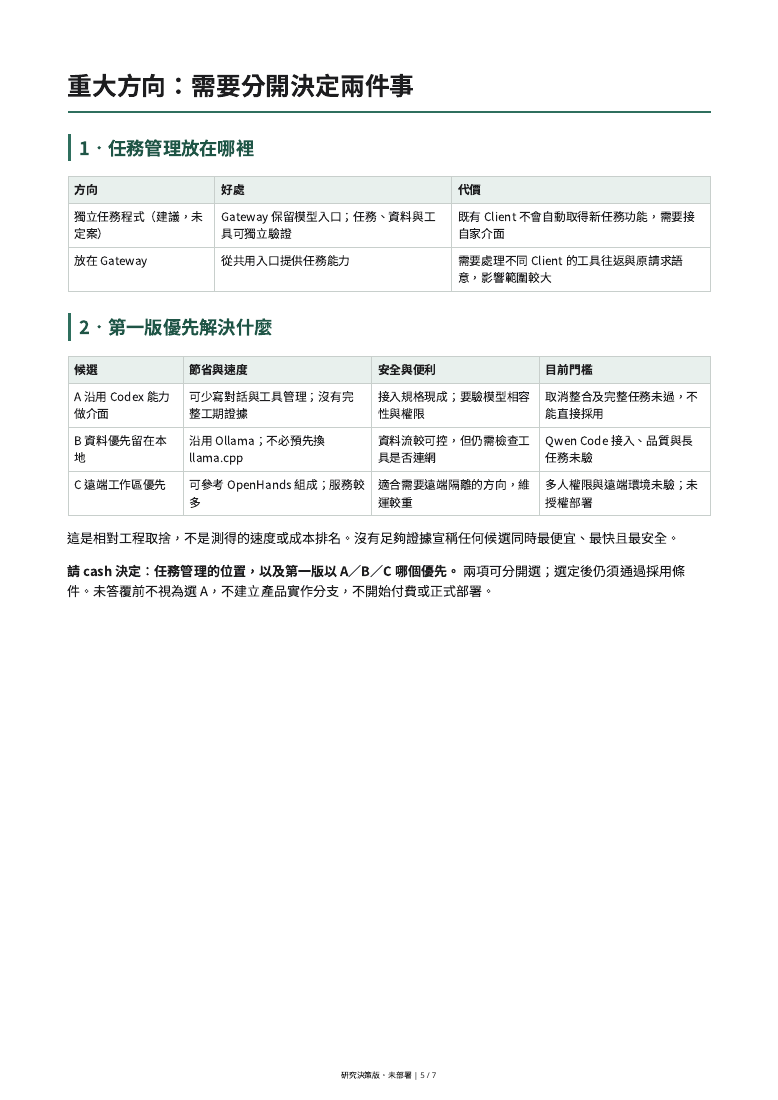 重大方向：需要分開決定兩件事
1．任務管理放在哪裡
方向 好處 代價
獨立任務程式（建議，未定案） Gateway 保留模型入口；任務、資料與工具可獨立驗證 既有 Client 不會自動取得新任務功能，需要接自家介面
放在 Gateway 從共用入口提供任務能力 需要處理不同 Client 的工具往返與原請求語意，影響範圍較大
2．第一版優先解決什麼
候選 節省與速度 安全與便利 目前門檻
A 沿用 Codex 能力做介面 可少寫對話與工具管理；沒有完整工期證據 接入規格現成；要驗模型相容性與權限 取消整合及完整任務未過，不能直接採用
B 資料優先留在本地 沿用 Ollama；不必預先換 llama.cpp 資料流較可控，但仍需檢查工具是否連網 Qwen Code 接入、品質與長任務未驗
C 遠端工作區優先 可參考 OpenHands 組成；服務較多 適合需要遠端隔離的方向，維運較重 多人權限與遠端環境未驗；未授權部署
這是相對工程取捨，不是測得的速度或成本排名。沒有足夠證據宣稱任何候選同時最便宜、最快且最安全。
請 cash 決定：任務管理的位置，以及第一版以 A／B／C 哪個優先。 兩項可分開選；選定後仍須通過採用條
件。未答覆前不視為選 A，不建立產品實作分支，不開始付費或正式部署。
研究決策版．未部署 | 5 / 7